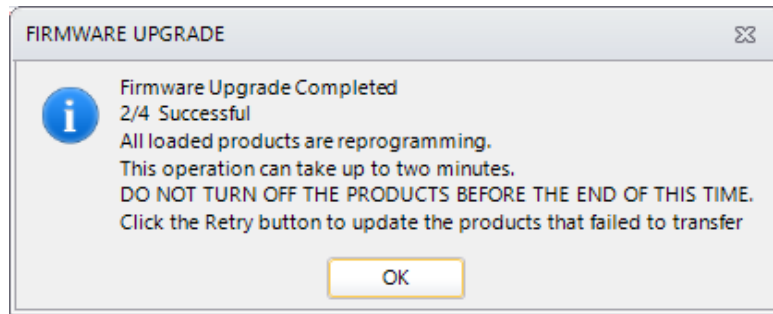 FIRMWARE UPGRADE
Firmware Upgrade Completed
2/4 Successful
All loaded products are reprogramming.
This operation can take up to two minutes.
DO NOT TURN OFF THE PRODUCTS BEFORE THE END OF THIS TIME.
Click the Retry button to update the products that failed to transfer
OK